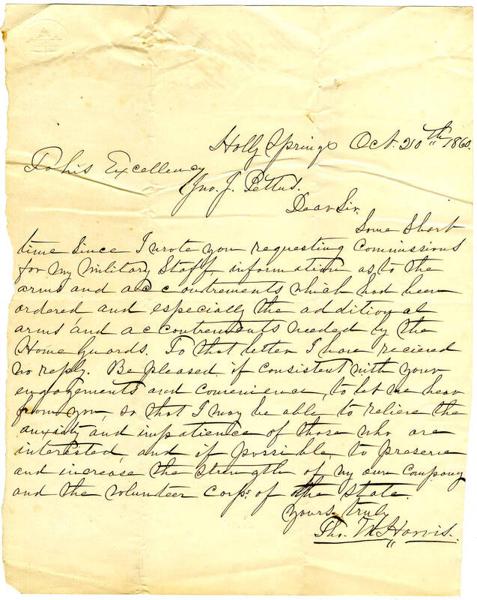 Holly Springs Oct. 20th 1860
To his Excellency
Jno. J. Pettus.
Dear Sir.
Some Short
time since I wrote you requesting Commissions
for my Military Staff, information as to the
arms and accoutrements which had been
ordered and especially the additional
arms and accoutrements needed by the
Home Guards. To that letter I have recieved
no reply. Be pleased if consistent with your
engagements and convenience, to let me hear
from you, so that I may be able to relieve the
anxiety and impatience of those who are
interested, and if possible, to preserve
and increase the strength of my own Company
and the Volunteer Corps. of the State.
Yours truly
Tho. W. Harris.